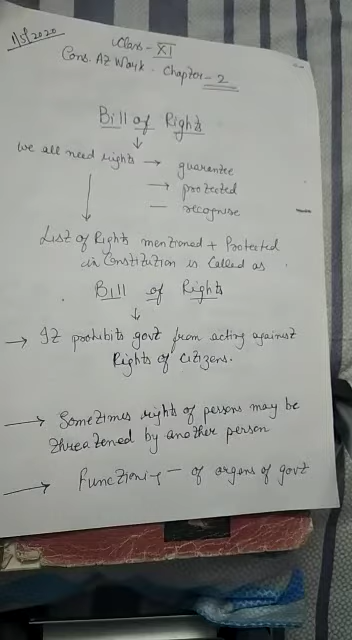 1/5/2020
Class - XI
Cons. At Work. Chapter - 2
Bill of Rights
↓
we all need rights → guarantee
→ protected
— recognise
↓
List of Rights mentioned + Protected
in Constitution is called as
Bill of Rights
↓
→ It prohibits govt from acting against
Rights of citizens.
→ Sometimes rights of persons may be
threatened by another person
→ Functioning — of organs of govt